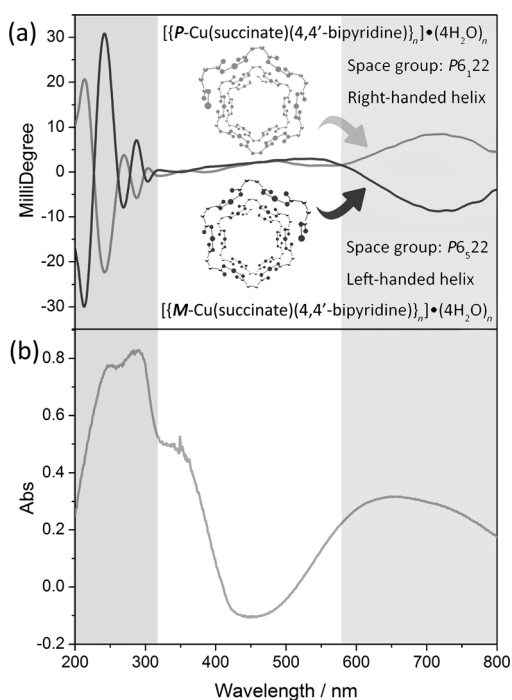 (a)
[{P-Cu(succinate)(4,4'-bipyridine)}n]•(4H2O)n
Space group: P6122
Right-handed helix
30
20
10
0
-10
-20
-30
MilliDegree
Space group: P6522
Left-handed helix
[{M-Cu(succinate)(4,4'-bipyridine)}n]•(4H2O)n
(b)
0.8
0.6
0.4
0.2
0.0
-0.2
Abs
200 300 400 500 600 700 800
Wavelength / nm